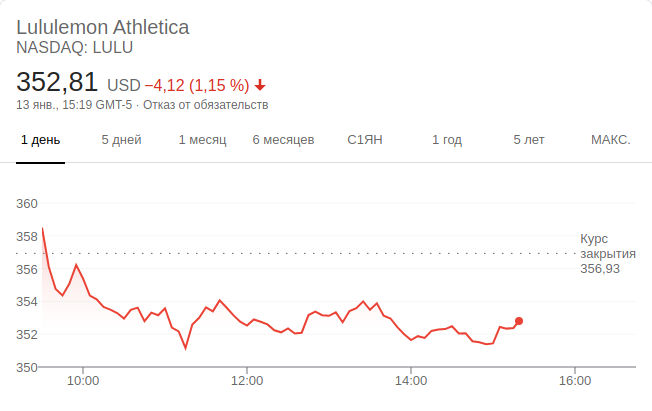 Lululemon Athletica
NASDAQ: LULU
352,81 USD −4,12 (1,15 %)
13 янв., 15:19 GMT-5 · Отказ от обязательств
1 день 5 дней 1 месяц 6 месяцев С1ЯН 1 год 5 лет МАКС.
360
358
356
354
352
350
Курс
закрытия
356,93
10:00 12:00 14:00 16:00